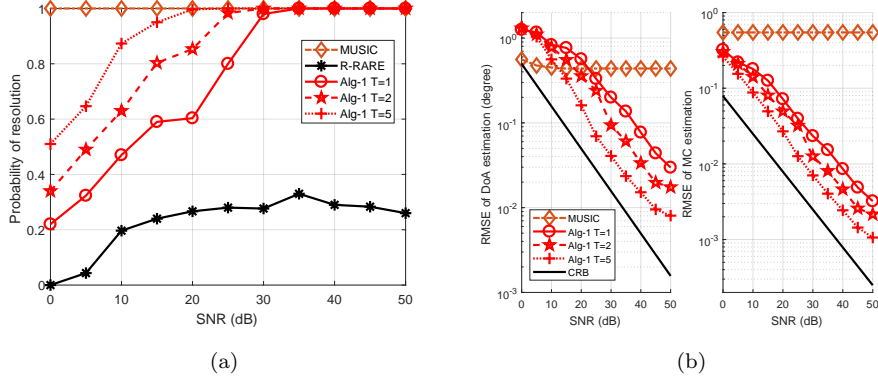 Probability of resolution
1
0.8
0.6
0.4
0.2
0
MUSIC
R-RARE
Alg-1 T=1
Alg-1 T=2
Alg-1 T=5
0 10 20 30 40 50
SNR (dB)
(a)
RMSE of DoA estimation (degree)
10^0
10^-1
10^-2
10^-3
MUSIC
Alg-1 T=1
Alg-1 T=2
Alg-1 T=5
CRB
0 10 20 30 40 50
SNR (dB)
RMSE of MC estimation
10^0
10^-1
10^-2
10^-3
0 10 20 30 40 50
SNR (dB)
(b)